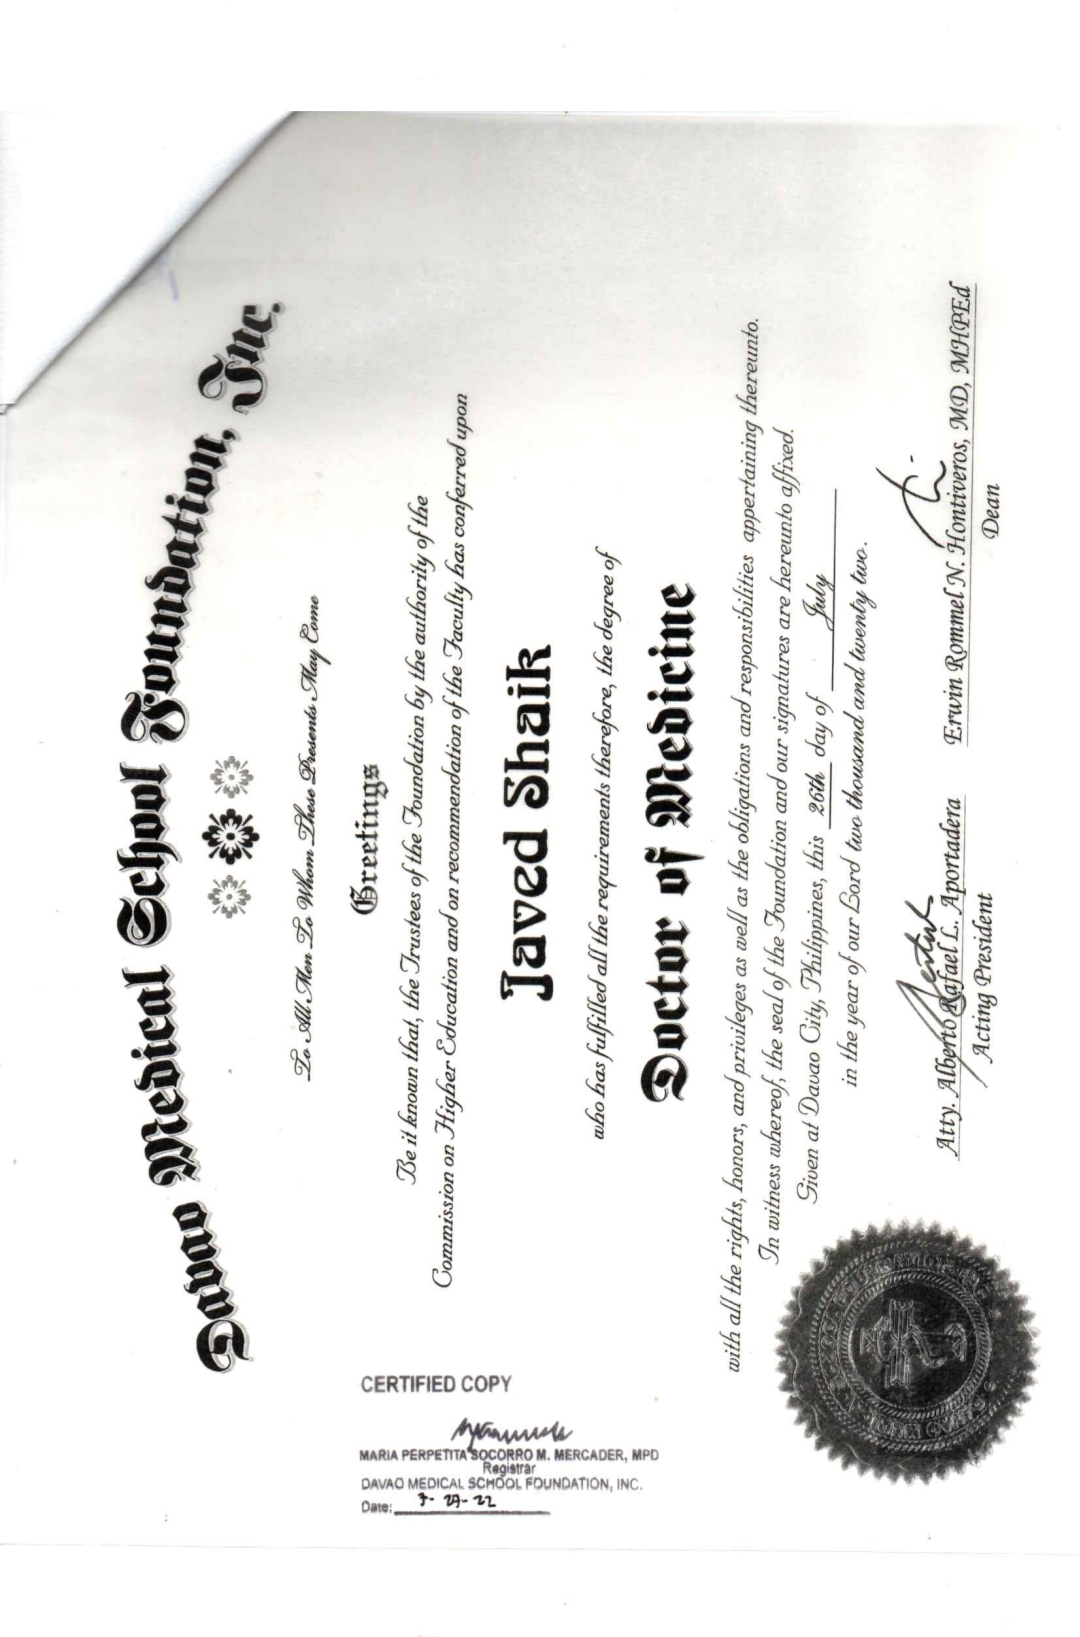 Davao Medical School Foundation, Inc.
To All Men To Whom These Presents May Come
Greetings
Be it known that, the Trustees of the Foundation by the authority of the
Commission on Higher Education and on recommendation of the Faculty has conferred upon
Javed Shaik
who has fulfilled all the requirements therefore, the degree of
Doctor of Medicine
with all the rights, honors, and privileges as well as the obligations and responsibilities appertaining thereunto.
In witness whereof, the seal of the Foundation and our signatures are hereunto affixed.
Given at Davao City, Philippines, this 26th day of July
in the year of our Lord two thousand and twenty two.
Atty. Alberto Rafael L. Aportadera
Acting President
Erwin Rommel N. Hontiveros, MD, MHPEd
Dean
CERTIFIED COPY
MARIA PERPETITA SOCORRO M. MERCADER, MPD
Registrar
DAVAO MEDICAL SCHOOL FOUNDATION, INC.
Date: